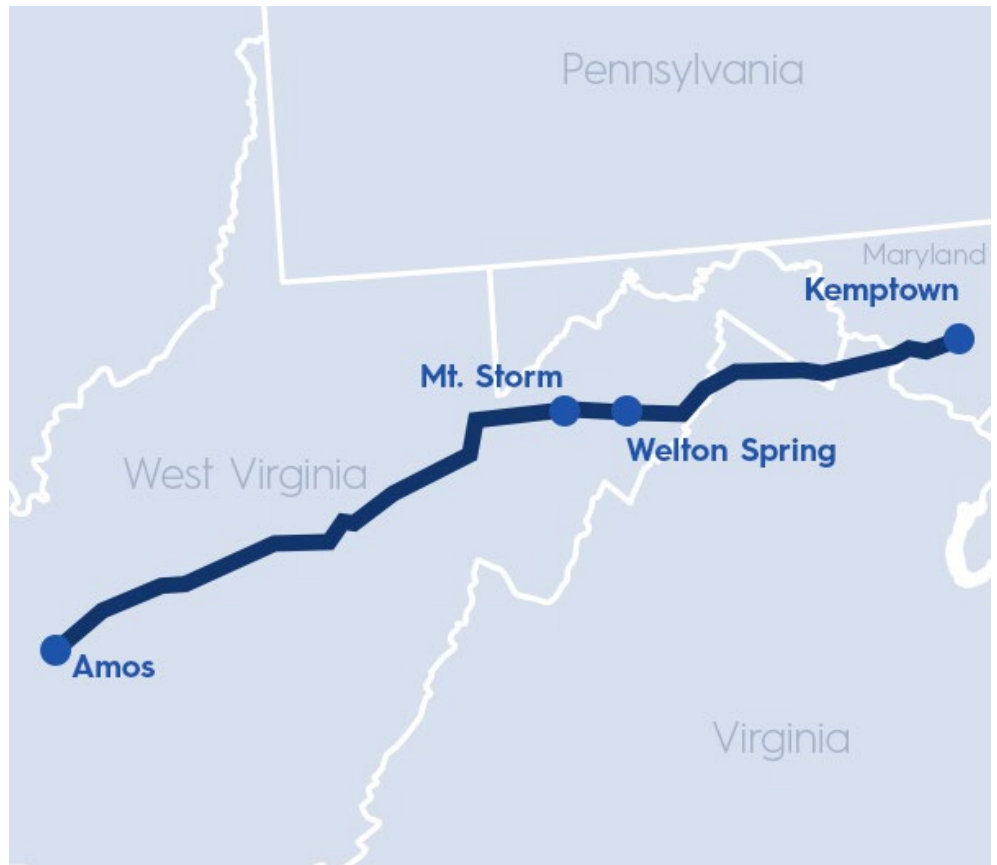 Pennsylvania
Maryland
Kemptown
Mt. Storm
Welton Spring
West Virginia
Amos
Virginia